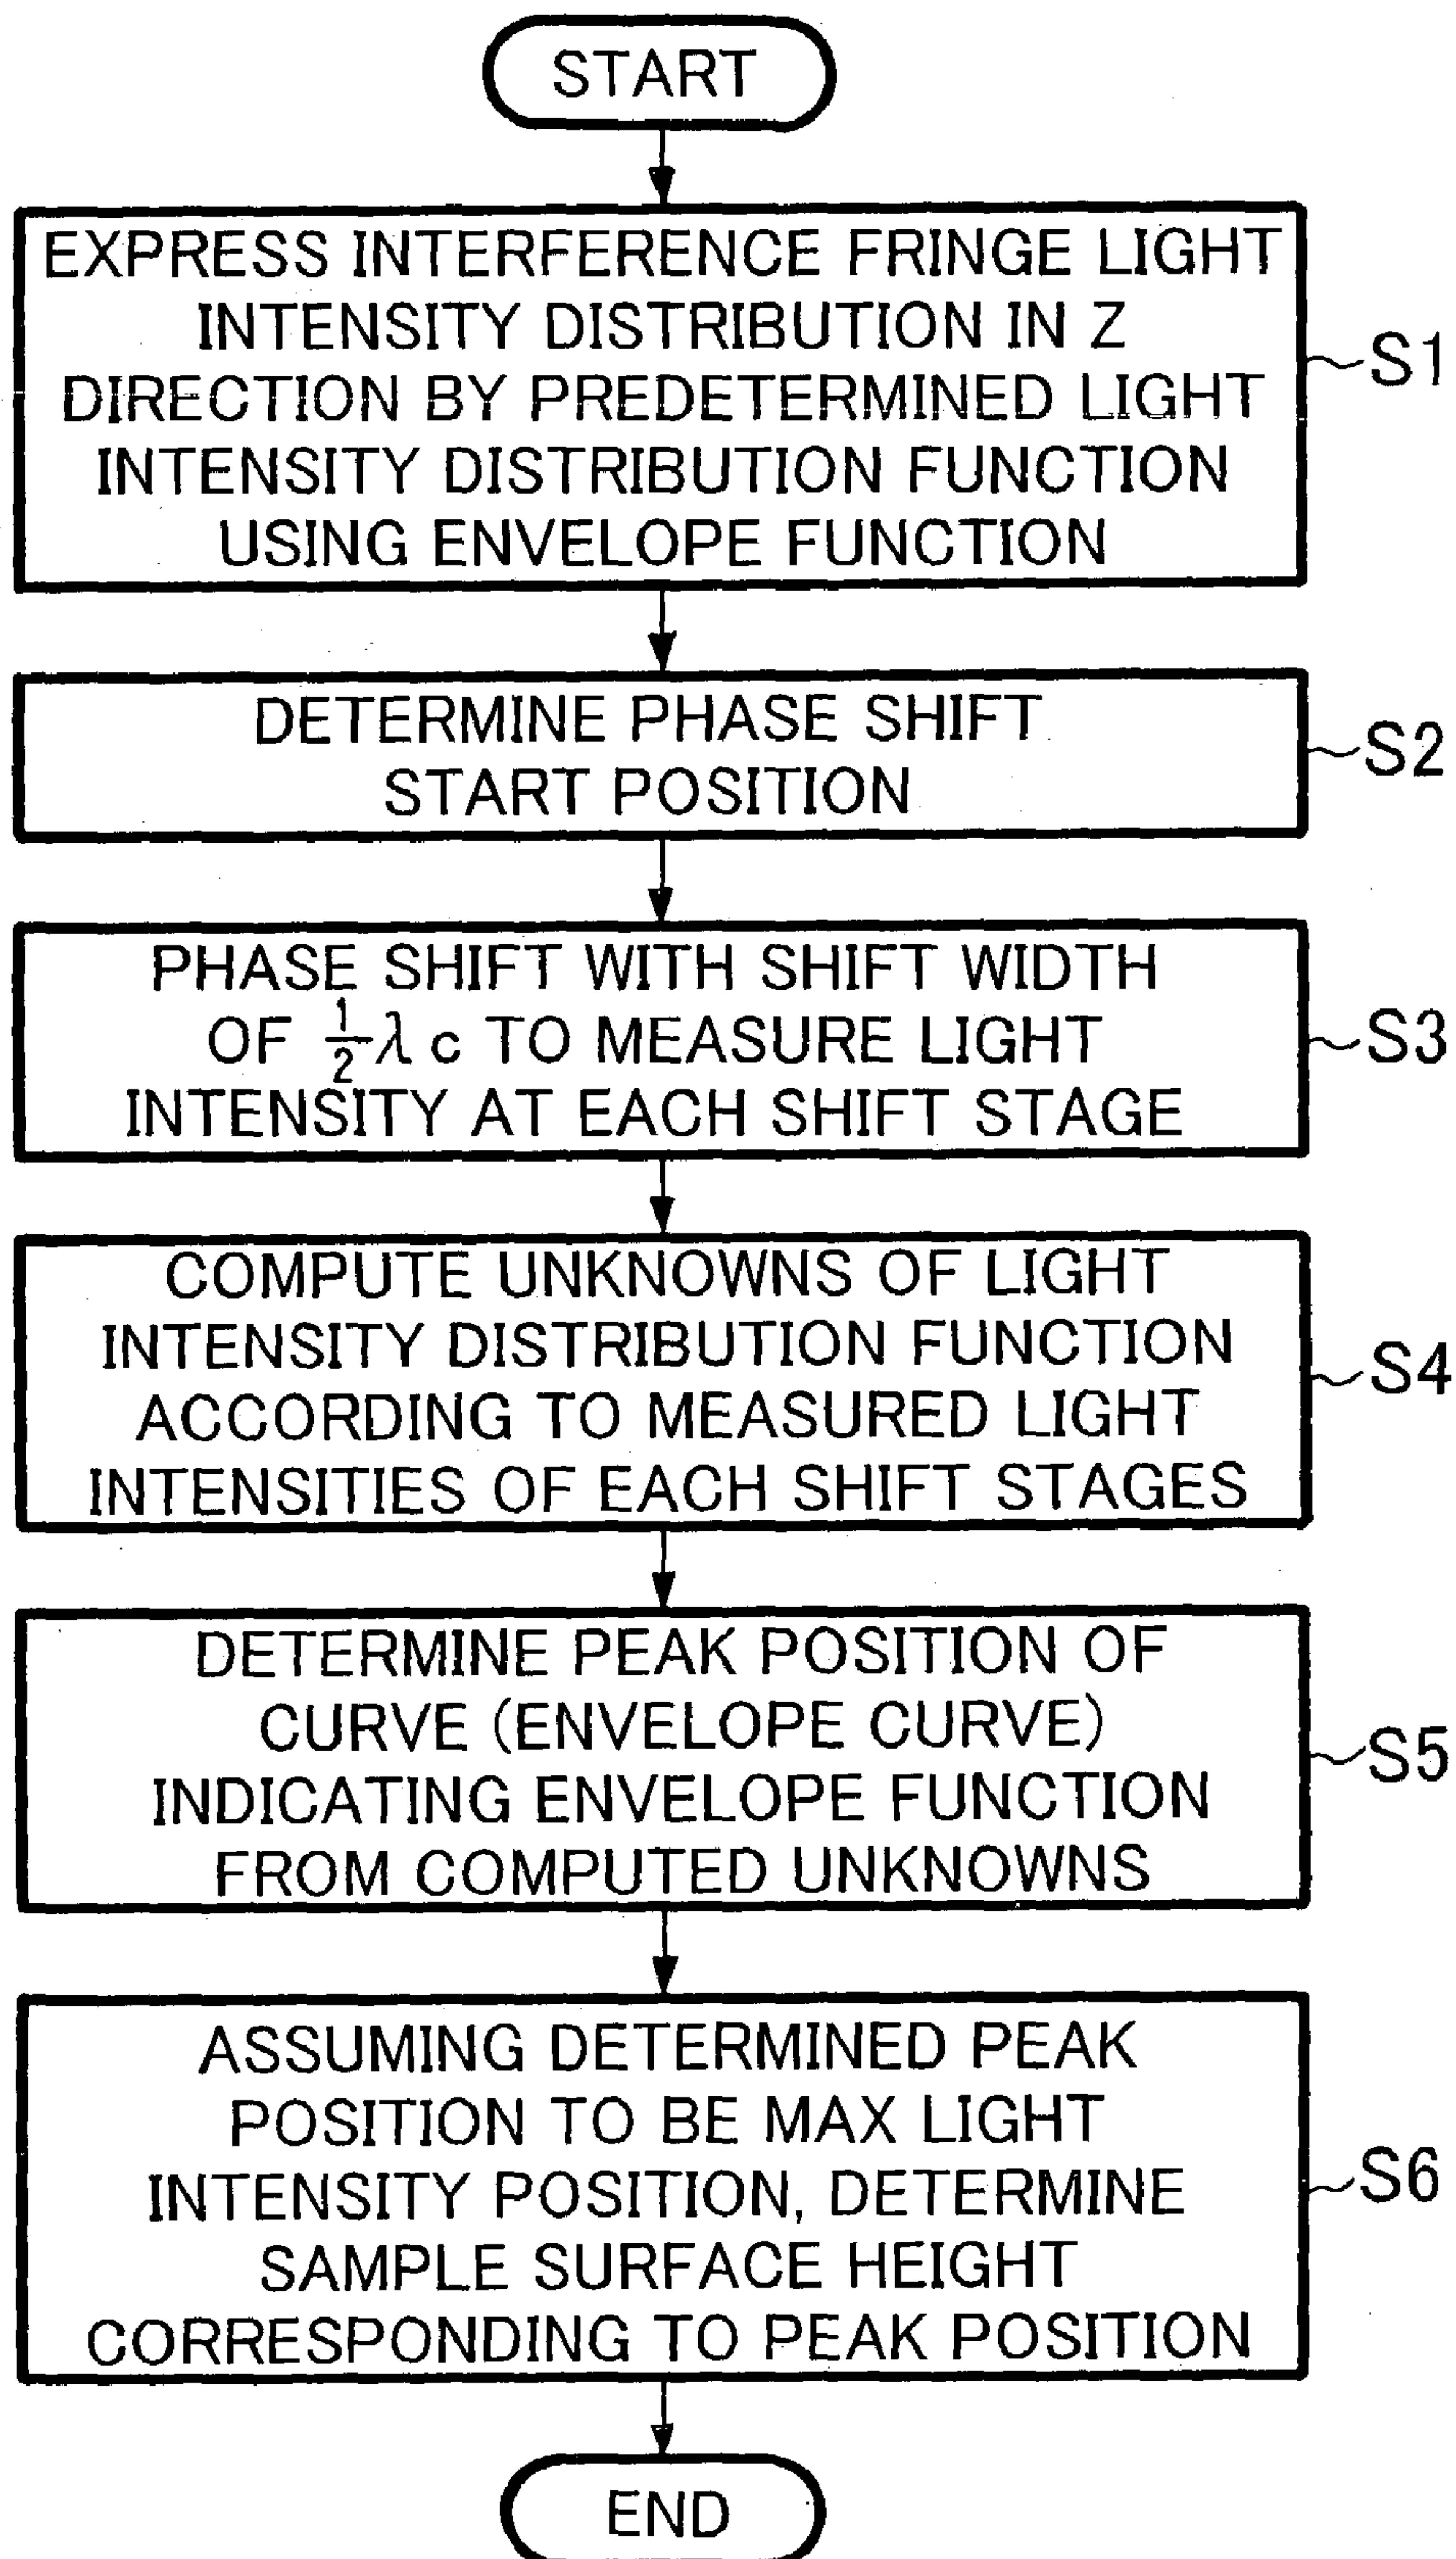 START
EXPRESS INTERFERENCE FRINGE LIGHT
INTENSITY DISTRIBUTION IN Z
DIRECTION BY PREDETERMINED LIGHT
INTENSITY DISTRIBUTION FUNCTION
USING ENVELOPE FUNCTION
S1
DETERMINE PHASE SHIFT
START POSITION
S2
PHASE SHIFT WITH SHIFT WIDTH
OF 1/2 λ c TO MEASURE LIGHT
INTENSITY AT EACH SHIFT STAGE
S3
COMPUTE UNKNOWNS OF LIGHT
INTENSITY DISTRIBUTION FUNCTION
ACCORDING TO MEASURED LIGHT
INTENSITIES OF EACH SHIFT STAGES
S4
DETERMINE PEAK POSITION OF
CURVE (ENVELOPE CURVE)
INDICATING ENVELOPE FUNCTION
FROM COMPUTED UNKNOWNS
S5
ASSUMING DETERMINED PEAK
POSITION TO BE MAX LIGHT
INTENSITY POSITION, DETERMINE
SAMPLE SURFACE HEIGHT
CORRESPONDING TO PEAK POSITION
S6
END